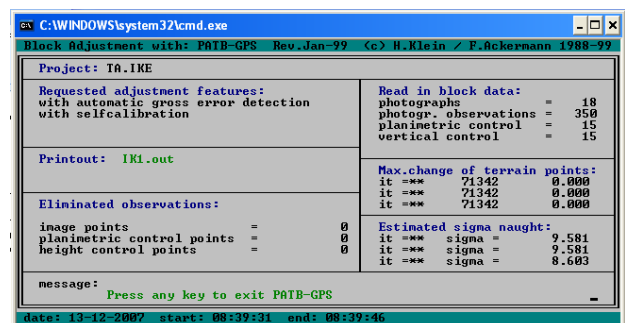 C:\WINDOWS\system32\cmd.exe
Block Adjustment with: PATB-GPS Rev.Jan-99 (c) H.Klein / F.Ackermann 1988-99
Project: TA.IKE
Requested adjustment features:
with automatic gross error detection
with selfcalibration
Read in block data:
photographs = 18
photogr. observations = 350
planimetric control = 15
vertical control = 15
Printout: IK1.out
Max.change of terrain points:
it =** 71342 0.000
it =** 71342 0.000
it =** 71342 0.000
Eliminated observations:
image points = 0
planimetric control points = 0
height control points = 0
Estimated sigma naught:
it =** sigma = 9.581
it =** sigma = 9.581
it =** sigma = 8.603
message:
Press any key to exit PATB-GPS
date: 13-12-2007 start: 08:39:31 end: 08:39:46